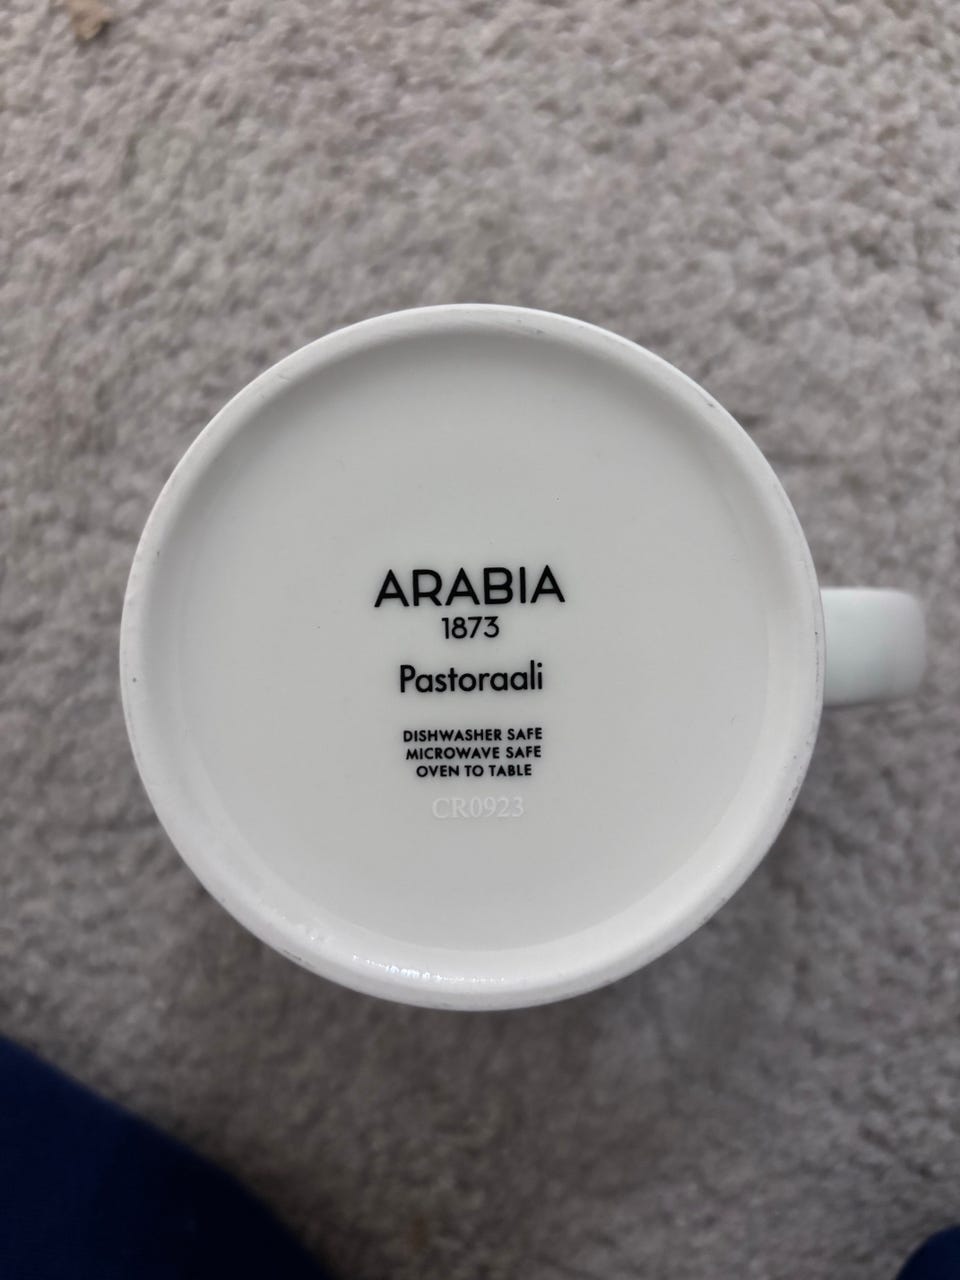 ARABIA
1873
Pastoraali
DISHWASHER SAFE
MICROWAVE SAFE
OVEN TO TABLE
CR0923